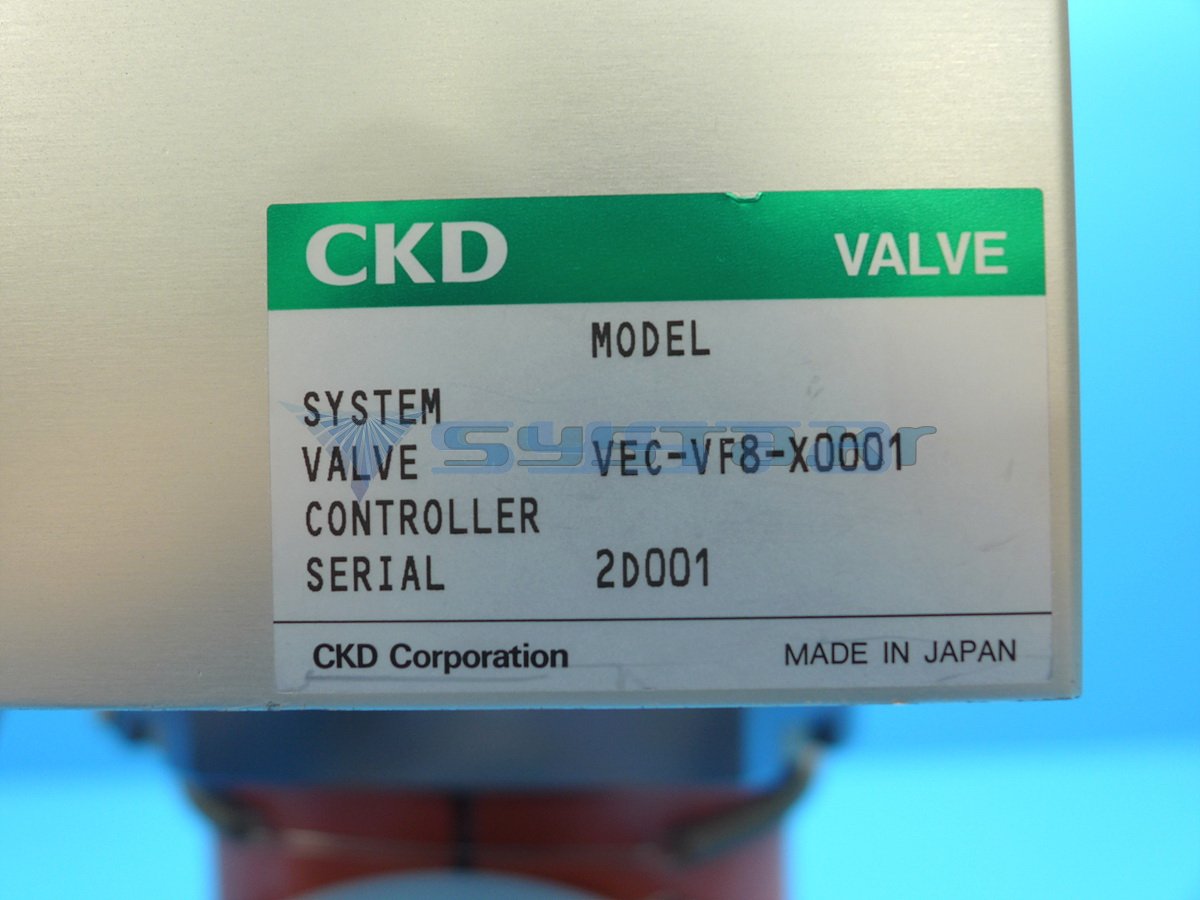 CKD VALVE
MODEL
SYSTEM
VALVE VEC-VF8-X0001
CONTROLLER
SERIAL 2D001
CKD Corporation MADE IN JAPAN